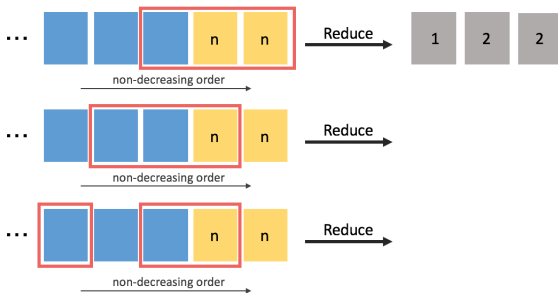 ... n n Reduce 1 2 2
non-decreasing order
... n n Reduce
non-decreasing order
... n n Reduce
non-decreasing order